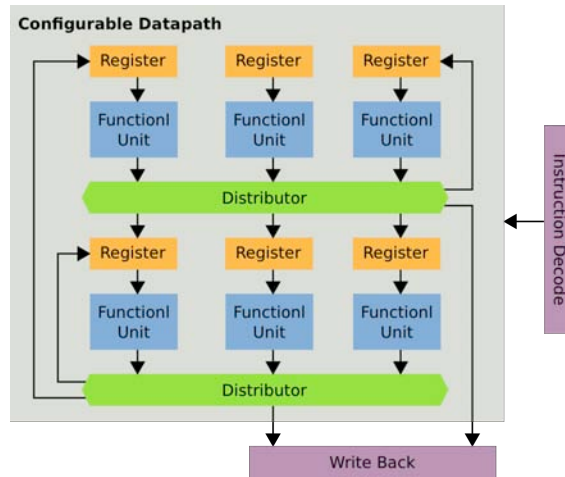 Configurable Datapath
Register Register Register
Functionl Functionl Functionl
Unit Unit Unit
Distributor
Register Register Register
Functionl Functionl Functionl
Unit Unit Unit
Distributor
Instruction Decode
Write Back